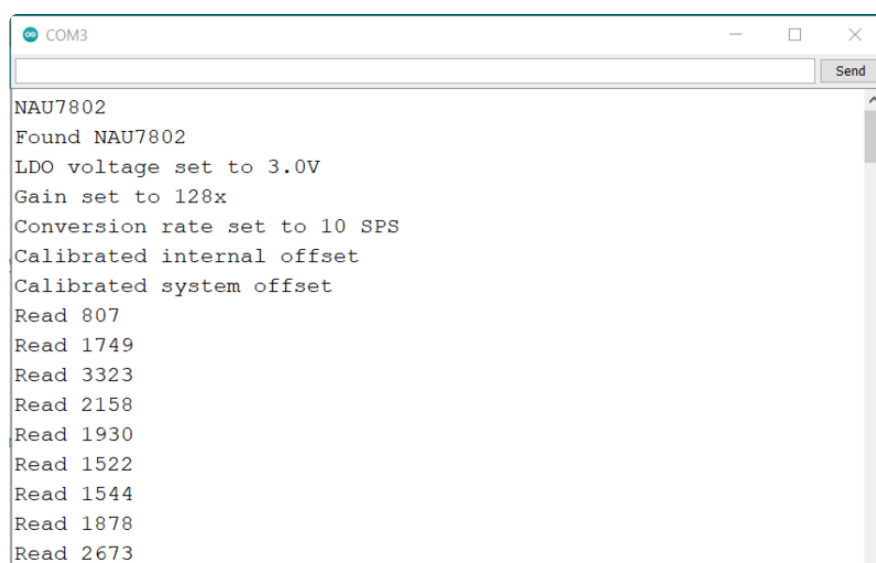 COM3
Send
NAU7802
Found NAU7802
LDO voltage set to 3.0V
Gain set to 128x
Conversion rate set to 10 SPS
Calibrated internal offset
Calibrated system offset
Read 807
Read 1749
Read 3323
Read 2158
Read 1930
Read 1522
Read 1544
Read 1878
Read 2673